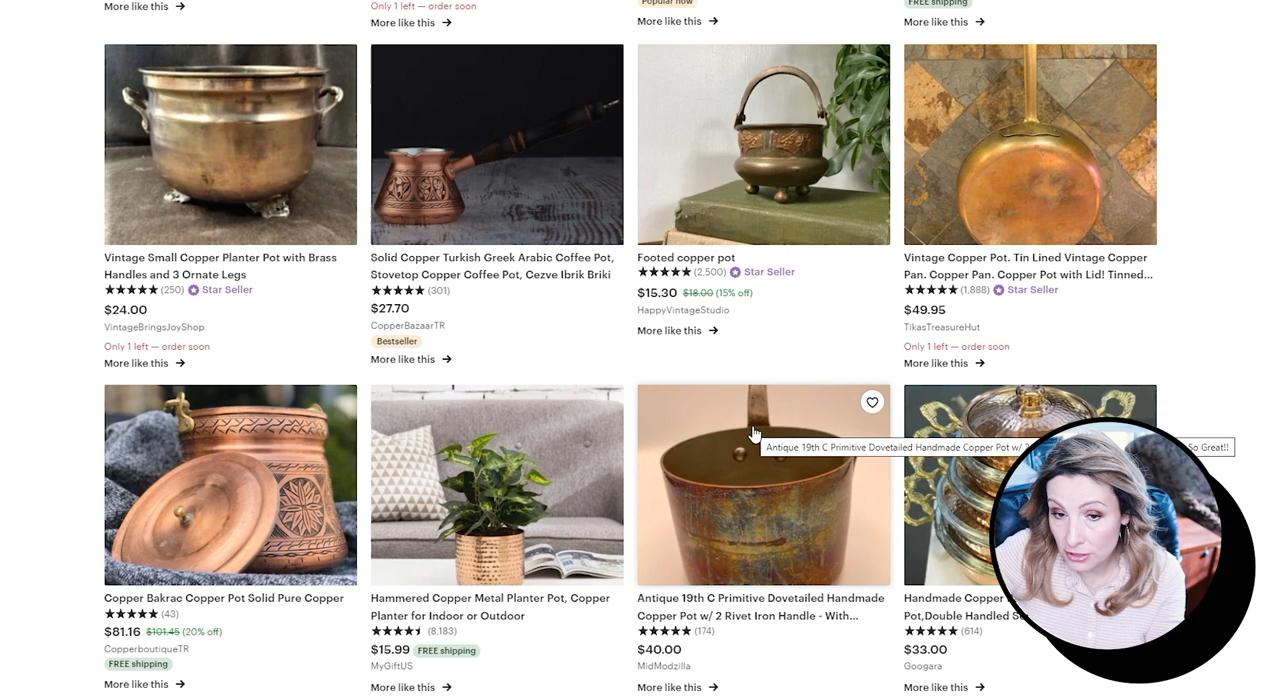 More like this →
Only 1 left — order soon
More like this →
Popular now
More like this →
FREE shipping
More like this →
Vintage Small Copper Planter Pot with Brass
Handles and 3 Ornate Legs
★★★★★ (250) Star Seller
$24.00
VintageBringsJoyShop
Only 1 left — order soon
More like this →
Solid Copper Turkish Greek Arabic Coffee Pot,
Stovetop Copper Coffee Pot, Cezve Ibrik Briki
★★★★★ (301)
$27.70
CopperBazaarTR
Bestseller
More like this →
Footed copper pot
★★★★★ (2,500) Star Seller
$15.30 $18.00 (15% off)
HappyVintageStudio
More like this →
Vintage Copper Pot. Tin Lined Vintage Copper
Pan. Copper Pan. Copper Pot with Lid! Tinned...
★★★★★ (1,888) Star Seller
$49.95
TikasTreasureHut
Only 1 left — order soon
More like this →
Antique 19th C Primitive Dovetailed Handmade Copper Pot w/ So Great!!
Copper Bakrac Copper Pot Solid Pure Copper
★★★★★ (43)
$81.16 $101.45 (20% off)
CopperboutiqueTR
FREE shipping
More like this →
Hammered Copper Metal Planter Pot, Copper
Planter for Indoor or Outdoor
(8,183)
$15.99 FREE shipping
MyGiftUS
More like this →
Antique 19th C Primitive Dovetailed Handmade
Copper Pot w/ 2 Rivet Iron Handle - With...
★★★★★ (174)
$40.00
MidModzilla
More like this →
Handmade Copper
Pot,Double Handled
★★★★★ (614)
$33.00
Googara
More like this →